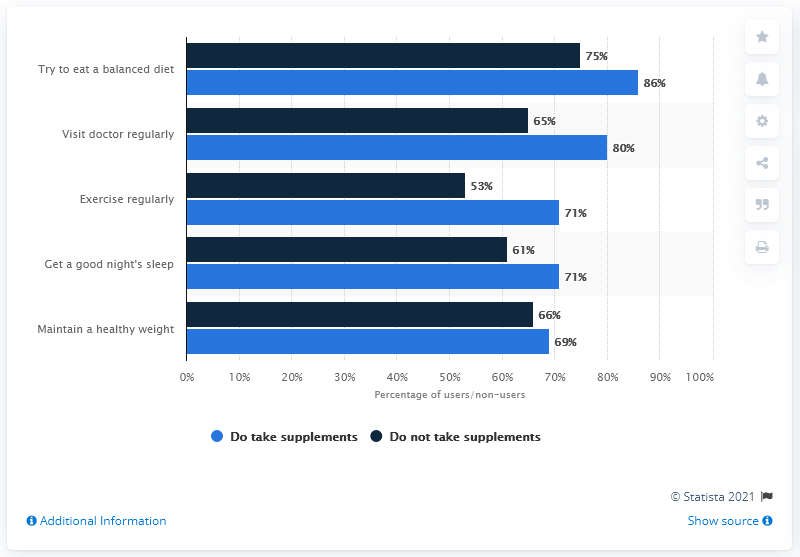 75%
Try to eat a balanced diet
86%
65%
Visit doctor regularly
80%
53%
Exercise regularly
71%
61%
Get a good night's sleep
71%
66%
Maintain a healthy weight
69%
0% 10% 20% 30% 40% 50% 60% 70% 80% 90% 100%
Percentage of users/non-users
Do take supplements Do not take supplements
© Statista 2021
Additional Information Show source